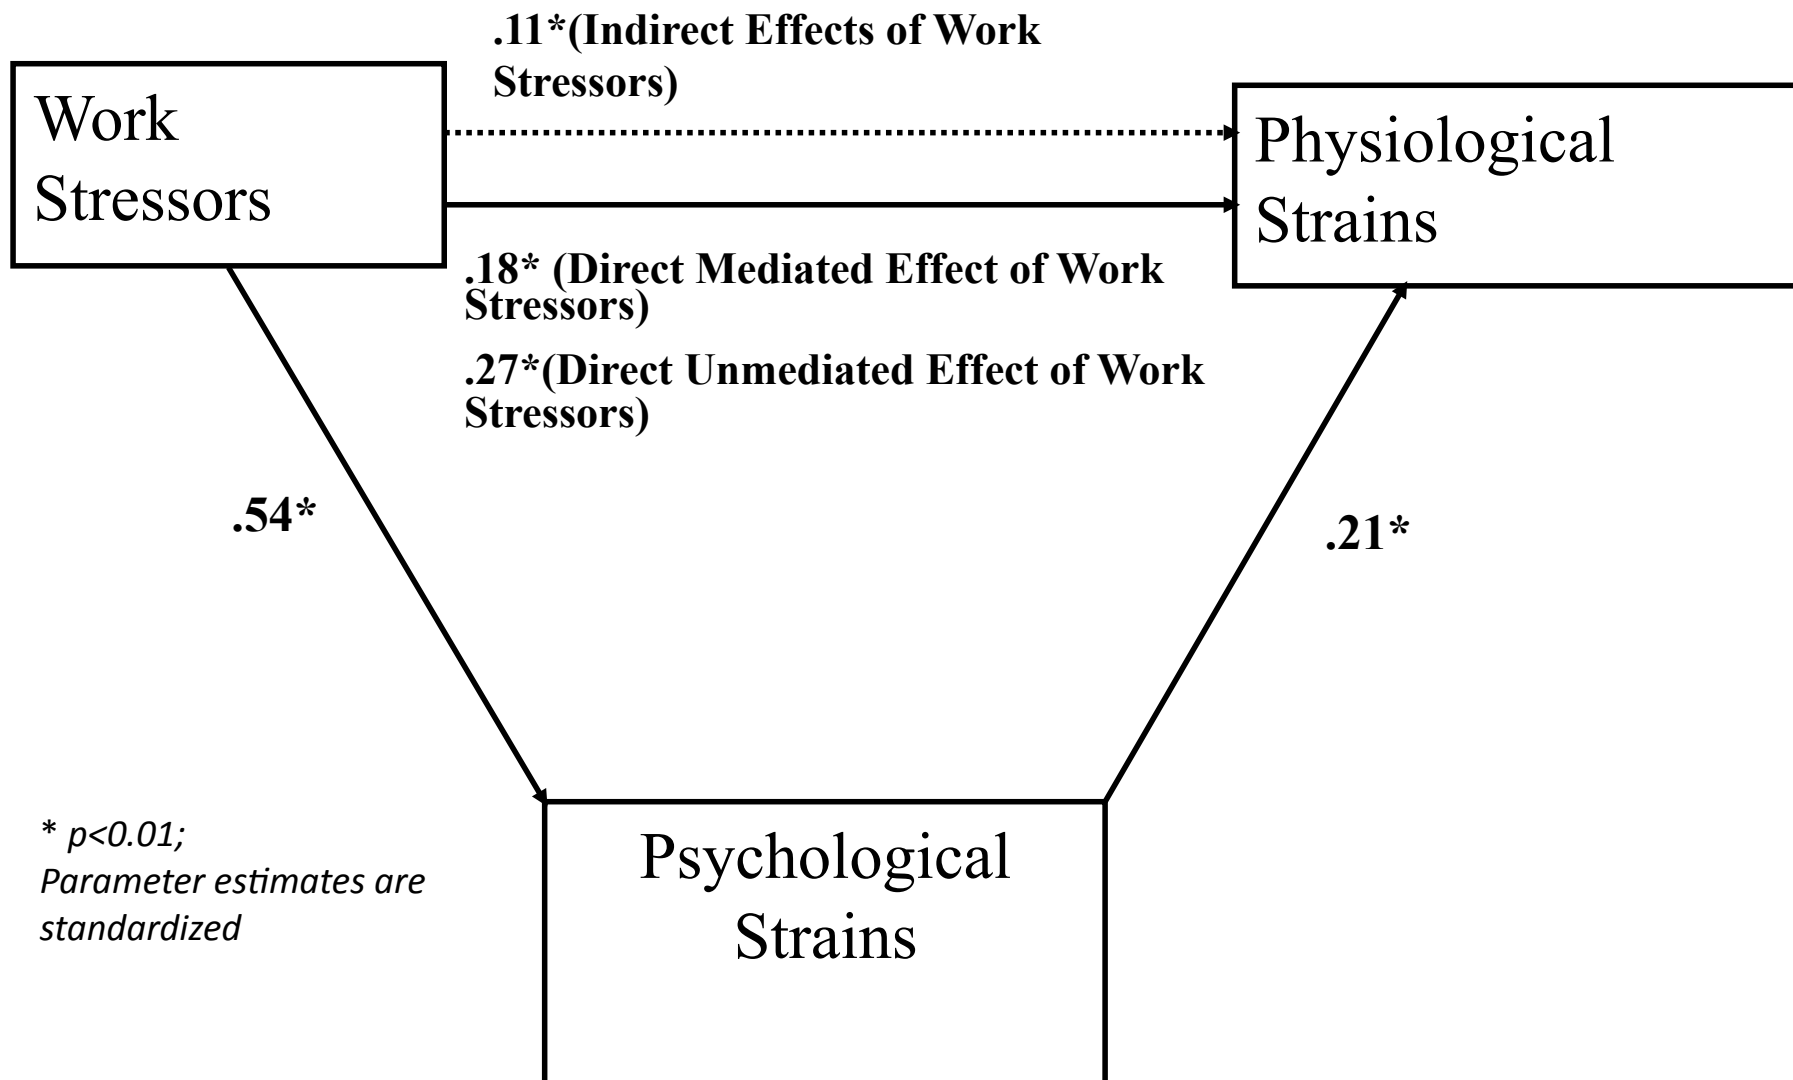 .11*(Indirect Effects of Work
Stressors)
Work
Stressors
Physiological
Strains
.18* (Direct Mediated Effect of Work
Stressors)
.27*(Direct Unmediated Effect of Work
Stressors)
.54*
.21*
* p<0.01;
Parameter estimates are
standardized
Psychological
Strains